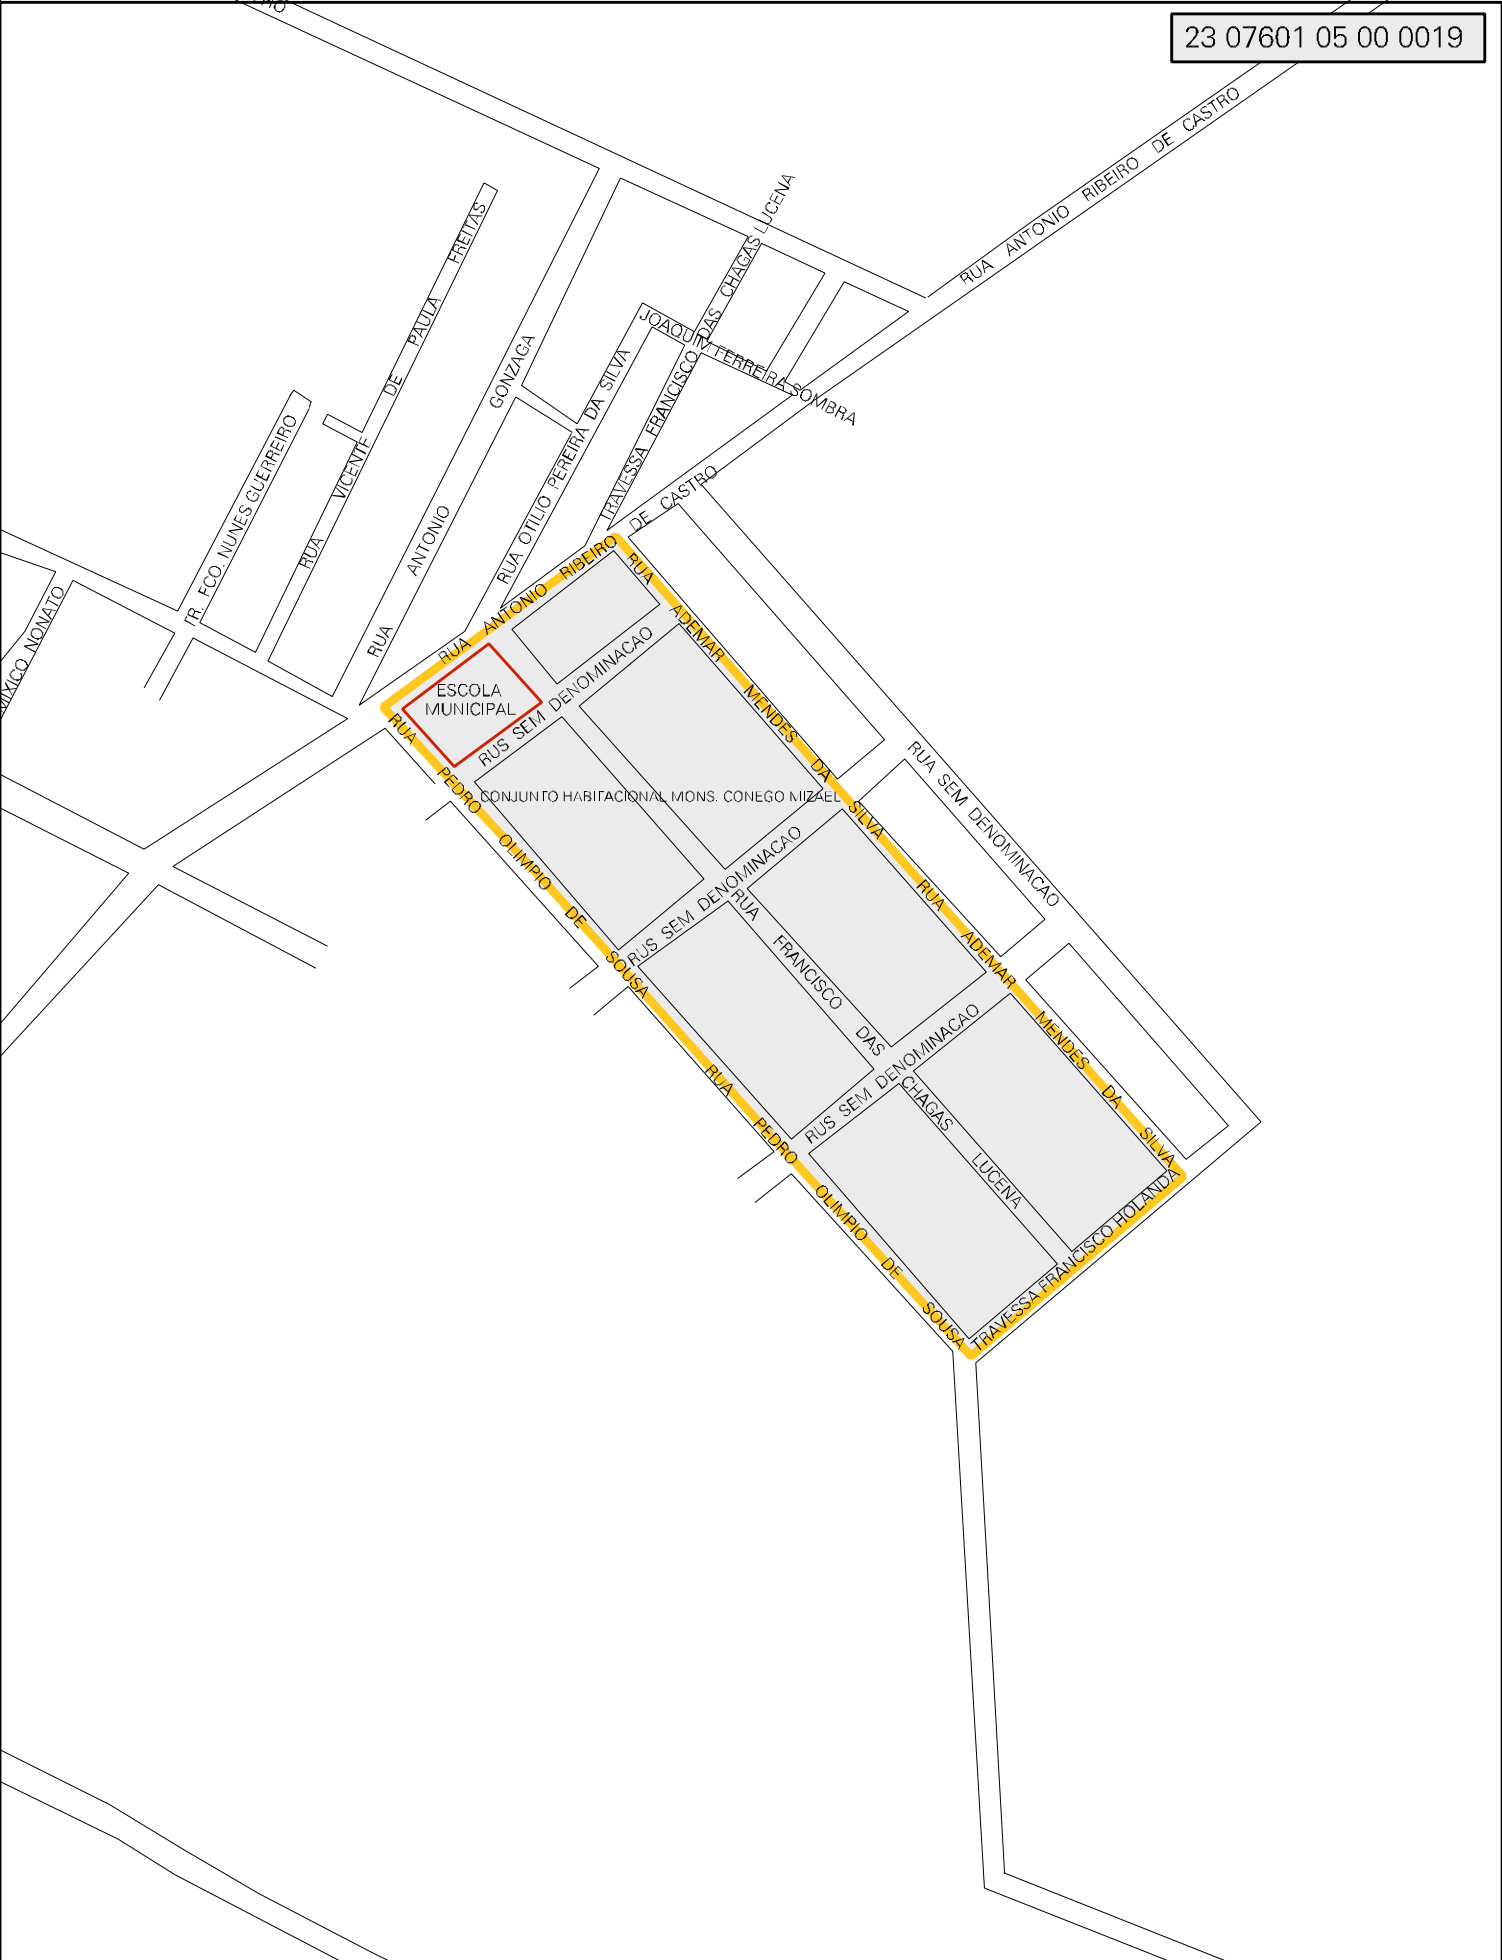 23 07601 05 00 0019
RUA ANTONIO RIBEIRO DE CASTRO
TRAVESSA FRANCISCO DAS CHAGAS LUCENA
RUA VICENTE DE PAULA FREITAS
JOAQUIM FERREIRA SOMBRA
RUA ANTONIO GONZAGA
RUA OTILIO PEREIRA DA SILVA
TR. FCO. NUNES GUERREIRO
NONATO
RUA ANTONIO RIBEIRO DE CASTRO
RUA ADEMAR MENDES DA SILVA
RUA ADEMAR MENDES DA SILVA
ESCOLA
MUNICIPAL
RUS SEM DENOMINACAO
RUA SEM DENOMINACAO
CONJUNTO HABITACIONAL MONS. CONEGO MIZAEL
RUA PEDRO OLIMPIO DE SOUSA
RUS SEM DENOMINACAO
RUA FRANCISCO DAS CHAGAS LUCENA
RUS SEM DENOMINACAO
RUA PEDRO OLIMPIO DE SOUSA
TRAVESSA FRANCISCO HOLANDA